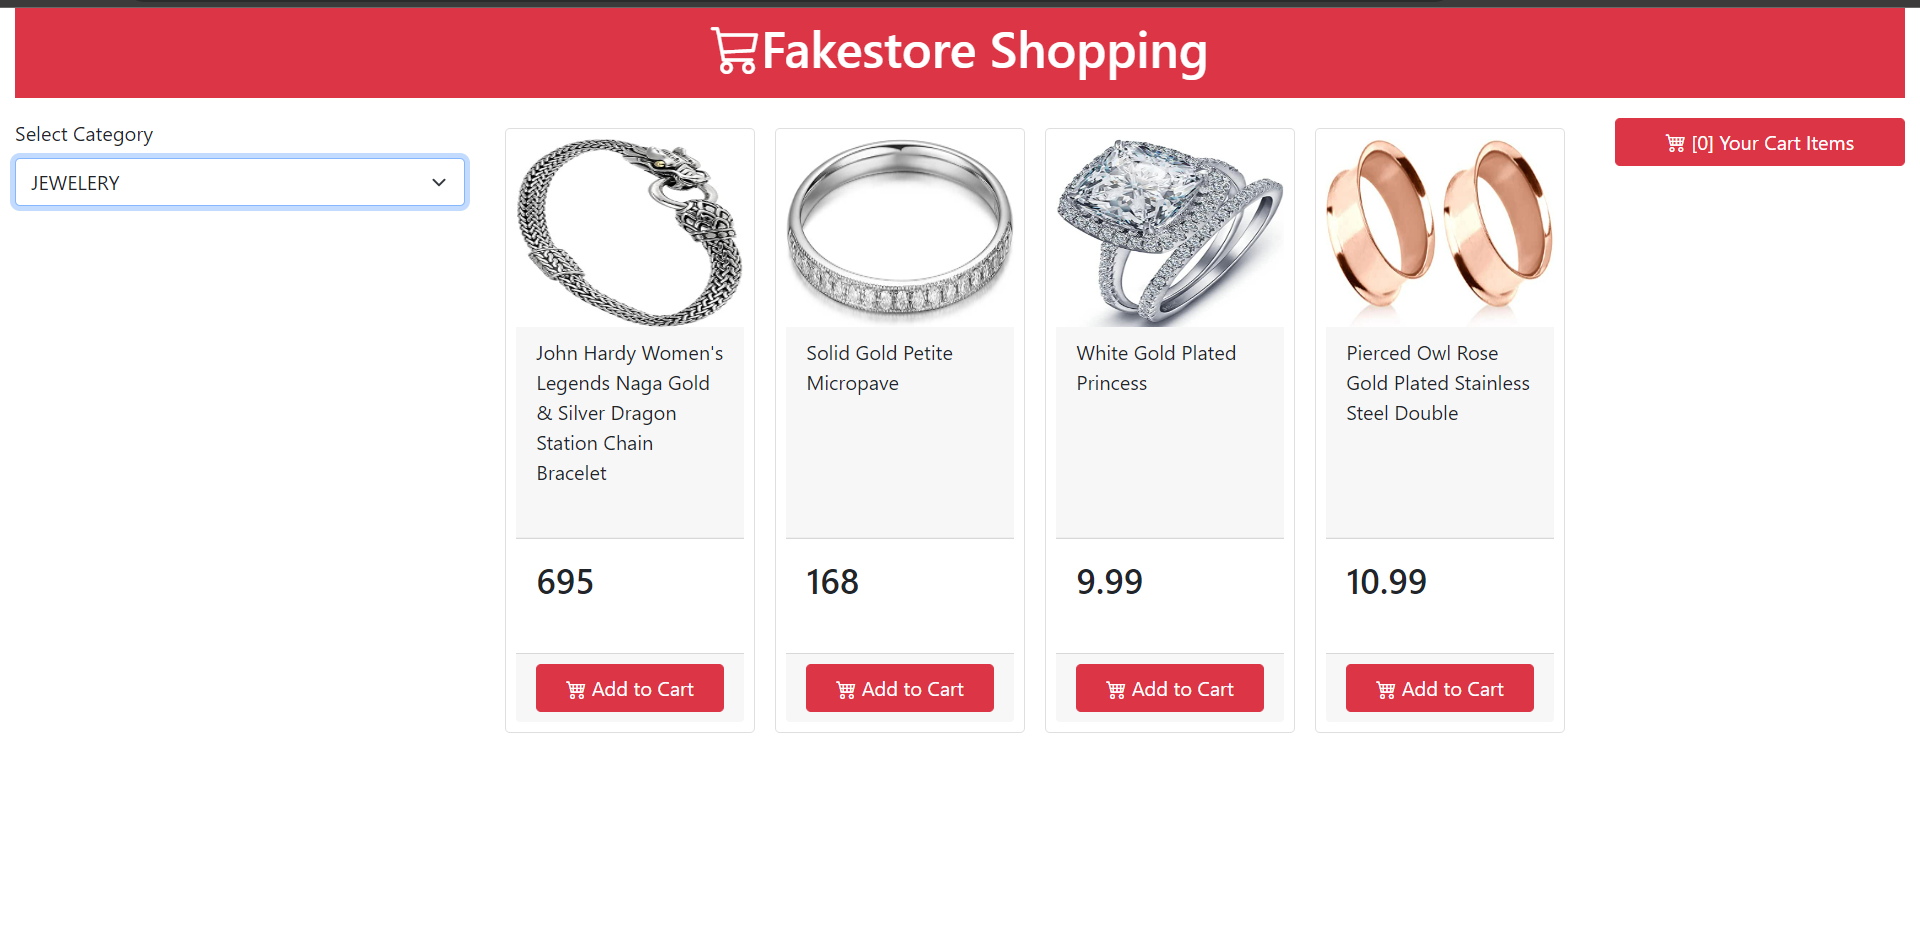 Fakestore Shopping
Select Category
JEWELERY
[0] Your Cart Items
John Hardy Women's
Legends Naga Gold
& Silver Dragon
Station Chain
Bracelet
695
Add to Cart
Solid Gold Petite
Micropave
168
Add to Cart
White Gold Plated
Princess
9.99
Add to Cart
Pierced Owl Rose
Gold Plated Stainless
Steel Double
10.99
Add to Cart